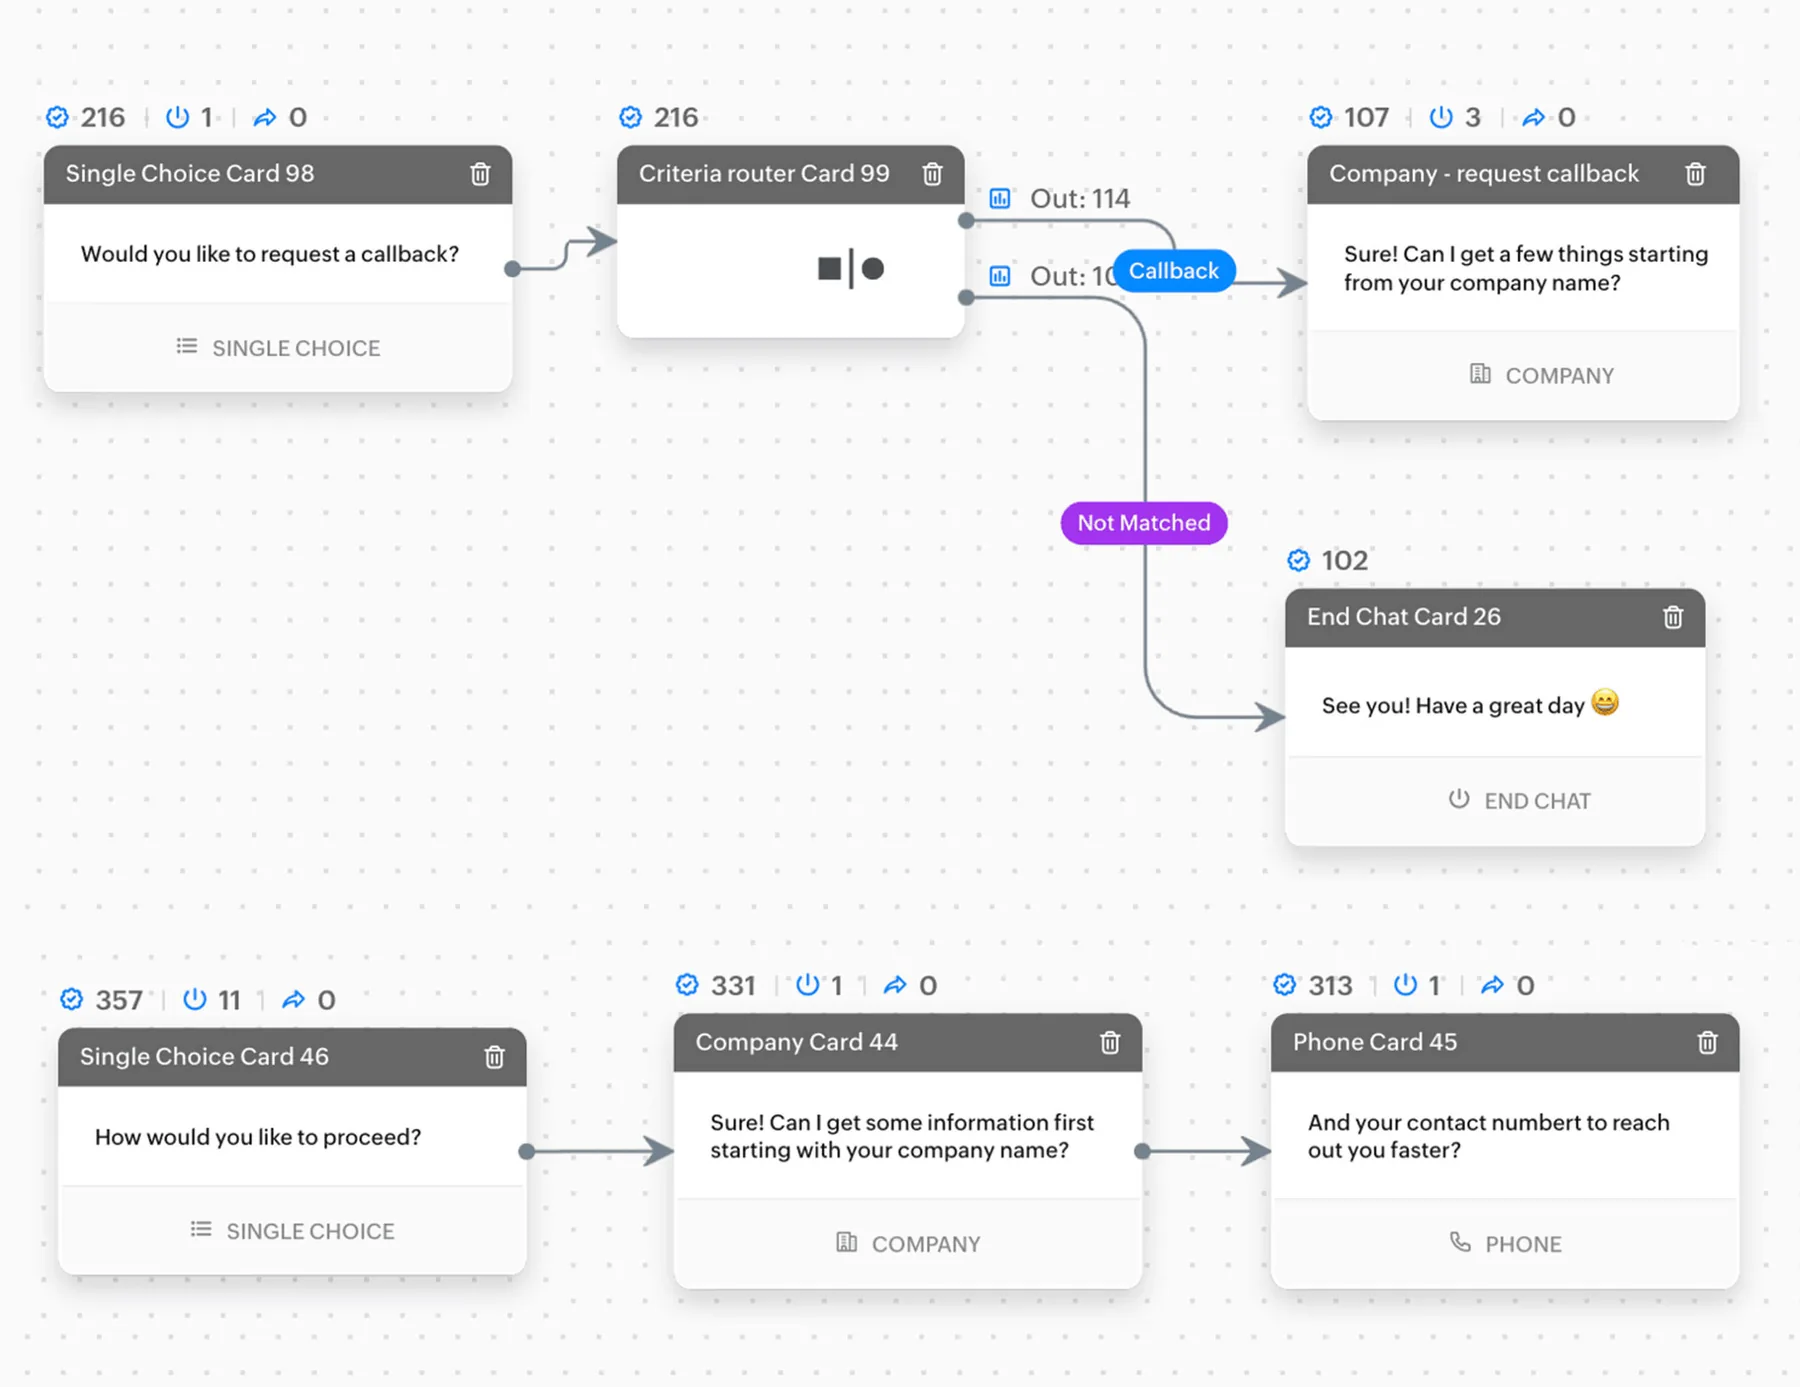 216 | 1 | 0
Single Choice Card 98
Would you like to request a callback?
SINGLE CHOICE
216
Criteria router Card 99
Out: 114
Out:
Callback
Not Matched
107 | 3 | 0
Company - request callback
Sure! Can I get a few things starting
from your company name?
COMPANY
102
End Chat Card 26
See you! Have a great day 😄
END CHAT
357 | 11 | 0
Single Choice Card 46
How would you like to proceed?
SINGLE CHOICE
331 | 1 | 0
Company Card 44
Sure! Can I get some information first
starting with your company name?
COMPANY
313 | 1 | 0
Phone Card 45
And your contact numbert to reach
out you faster?
PHONE